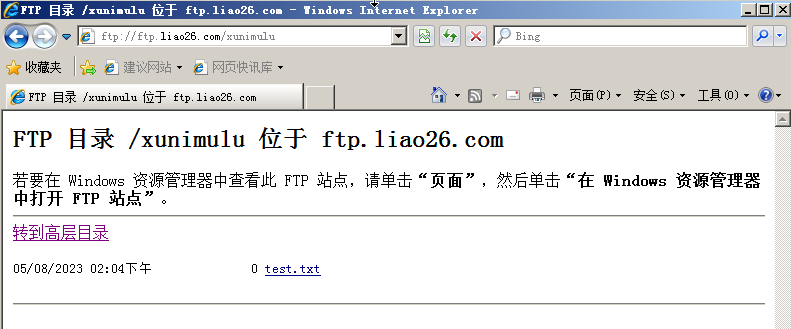 FTP 目录 /xunimulu 位于 ftp.liao26.com - Windows Internet Explorer
ftp://ftp.liao26.com/xunimulu
Bing
收藏夹 建议网站 网页快讯库
FTP 目录 /xunimulu 位于 ftp.liao26.com
页面(P) 安全(S) 工具(O)
FTP 目录 /xunimulu 位于 ftp.liao26.com
若要在 Windows 资源管理器中查看此 FTP 站点，请单击“页面”，然后单击“在 Windows 资源管理器
中打开 FTP 站点”。
转到高层目录
05/08/2023 02:04下午 0 test.txt